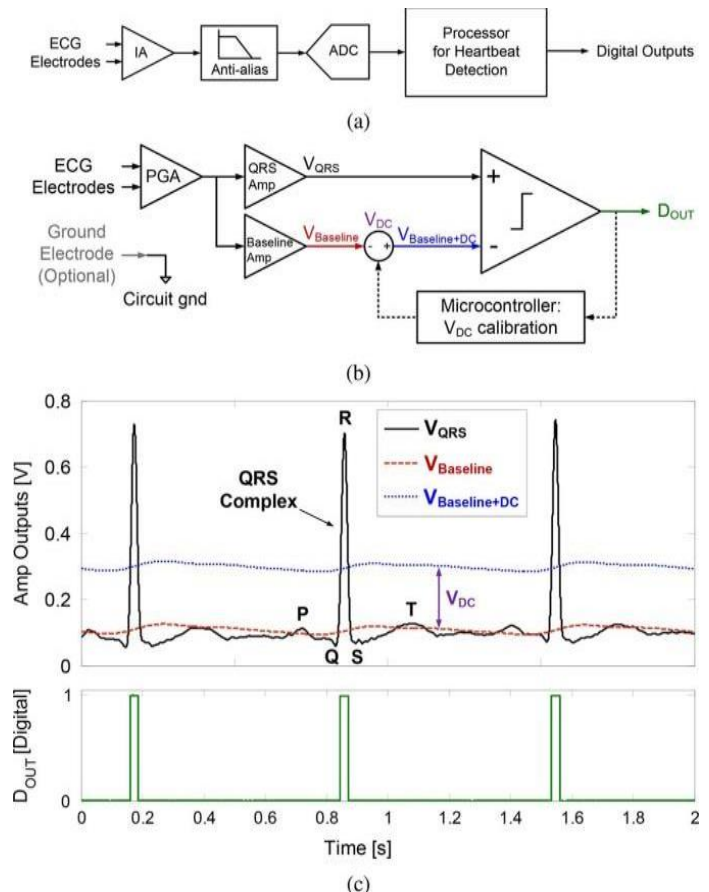 ECG
Electrodes
IA
Anti-alias
ADC
Processor
for Heartbeat
Detection
Digital Outputs
(a)
ECG
Electrodes
PGA
QRS
Amp
V_QRS
Ground
Electrode
(Optional)
Circuit gnd
Baseline
Amp
V_Baseline
V_DC
- +
V_Baseline+DC
+
-
D_OUT
Microcontroller:
V_DC calibration
(b)
Amp Outputs [V]
0.8
0.6
0.4
0.2
0
QRS
Complex
R
P
Q
S
T
V_DC
V_QRS
V_Baseline
V_Baseline+DC
D_OUT [Digital]
1
0
0 0.2 0.4 0.6 0.8 1 1.2 1.4 1.6 1.8 2
Time [s]
(c)